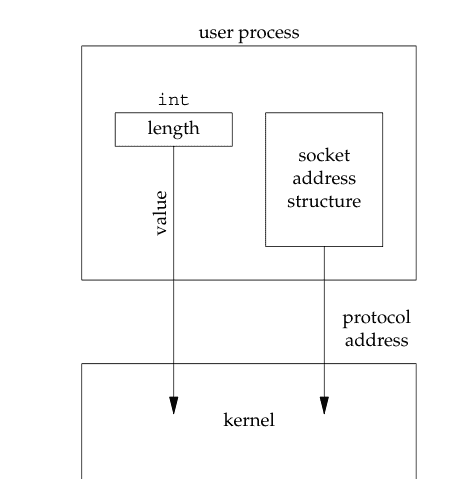 user process
int
length
value
socket
address
structure
protocol
address
kernel